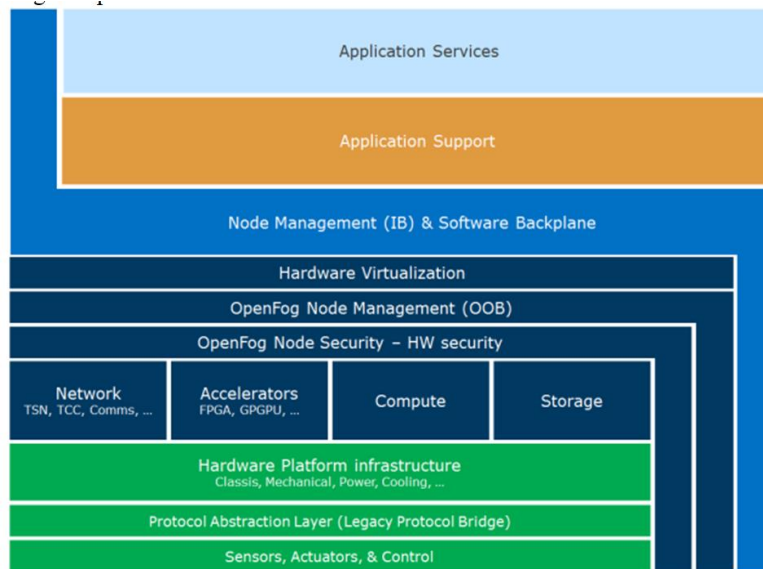 Application Services
Application Support
Node Management (IB) & Software Backplane
Hardware Virtualization
OpenFog Node Management (OOB)
OpenFog Node Security – HW security
Network
TSN, TCC, Comms, ...
Accelerators
FPGA, GPGPU, ...
Compute
Storage
Hardware Platform infrastructure
Classis, Mechanical, Power, Cooling, ...
Protocol Abstraction Layer (Legacy Protocol Bridge)
Sensors, Actuators, & Control